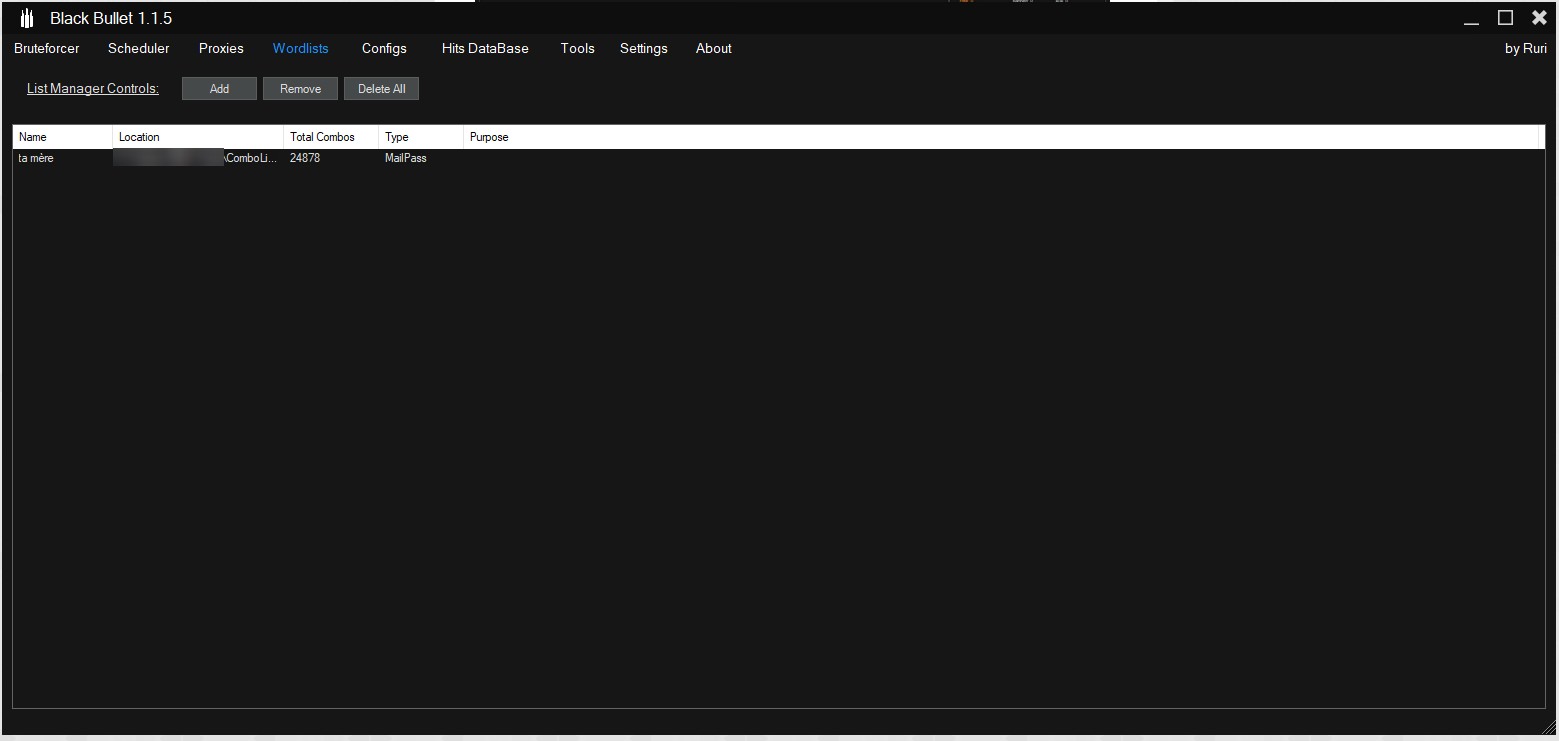 Black Bullet 1.1.5
Bruteforcer Scheduler Proxies Wordlists Configs Hits DataBase Tools Settings About by Ruri
List Manager Controls: Add Remove Delete All
Name Location Total Combos Type Purpose
ta mère \ComboLi... 24878 MailPass